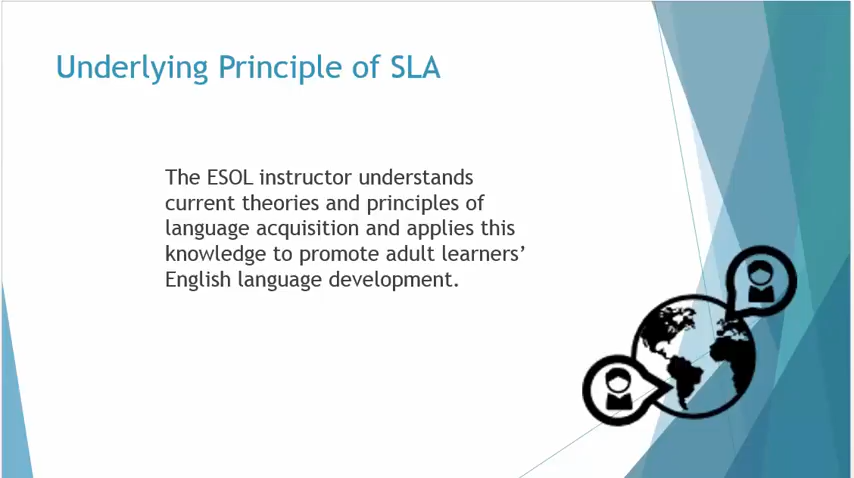 Underlying Principle of SLA
The ESOL instructor understands
current theories and principles of
language acquisition and applies this
knowledge to promote adult learners’
English language development.